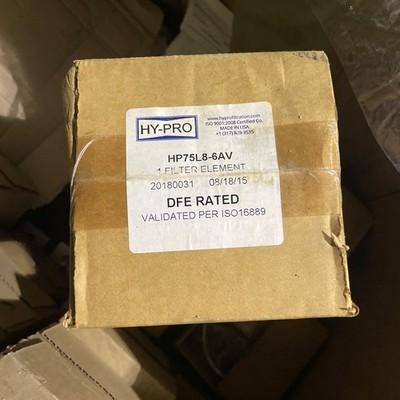 HY-PRO
www.hyprofiltration.com
ISO 9001:2008 Certified Co.
MADE IN USA
HP75L8-6AV
1 FILTER ELEMENT
20180031 08/18/15
DFE RATED
VALIDATED PER ISO16889